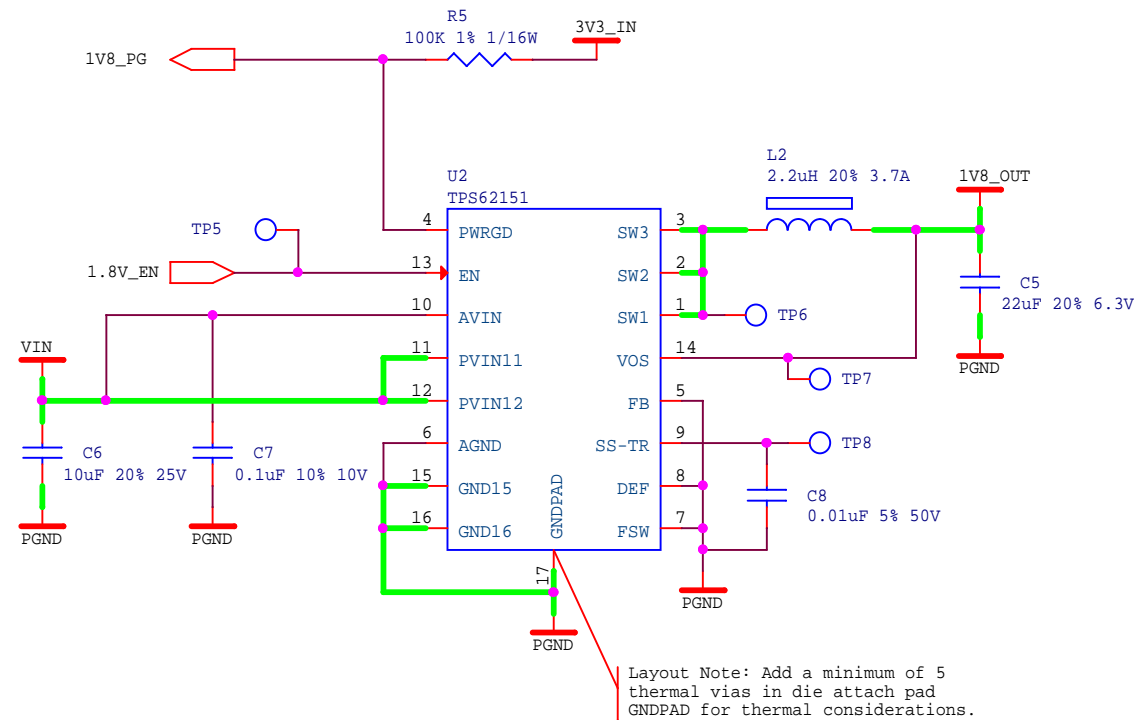 R5
100K 1% 1/16W
3V3_IN
1V8_PG
U2
TPS62151
L2
2.2uH 20% 3.7A
1V8_OUT
TP5
4 PWRGD
SW3 3
1.8V_EN
13 EN
SW2 2
C5
22uF 20% 6.3V
10 AVIN
SW1 1
TP6
VIN
11 PVIN11
VOS 14
PGND
TP7
12 PVIN12
FB 5
6 AGND
SS-TR 9
TP8
C6
10uF 20% 25V
C7
0.1uF 10% 10V
15 GND15
DEF 8
C8
0.01uF 5% 50V
16 GND16
GNDPAD
FSW 7
PGND
PGND
17
PGND
PGND
Layout Note: Add a minimum of 5
thermal vias in die attach pad
GNDPAD for thermal considerations.